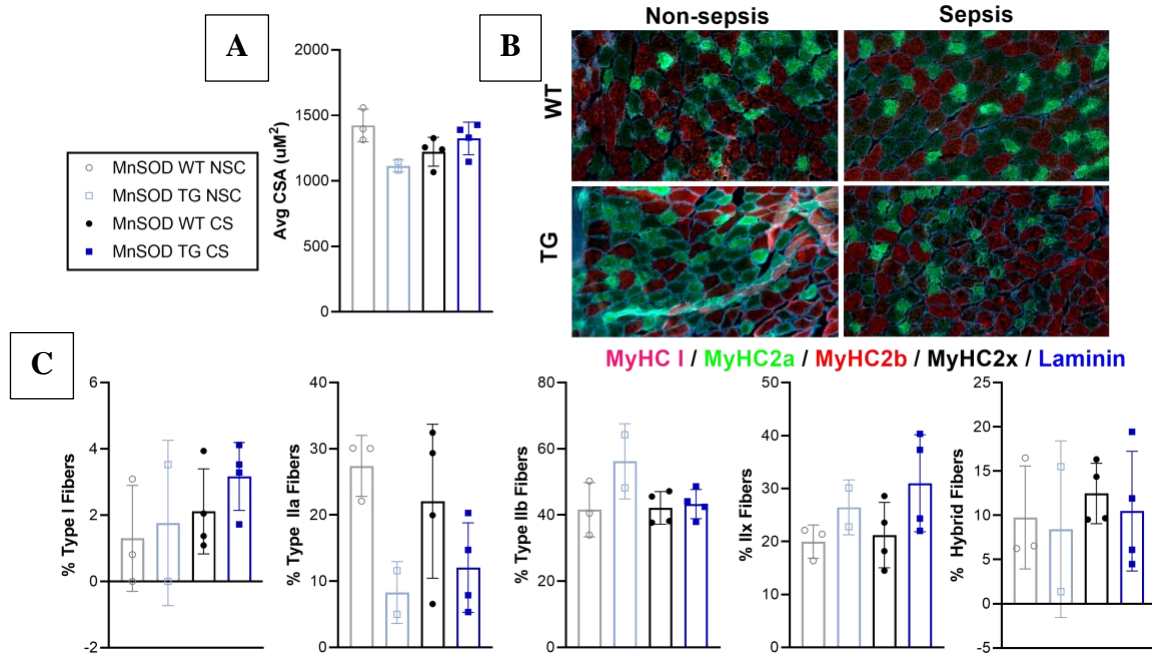 A
B
Non-sepsis
Sepsis
WT
TG
2000
1500
1000
500
0
Avg CSA (uM²)
MnSOD WT NSC
MnSOD TG NSC
MnSOD WT CS
MnSOD TG CS
MyHC I / MyHC2a / MyHC2b / MyHC2x / Laminin
C
6
4
2
0
-2
% Type I Fibers
40
30
20
10
0
% Type IIa Fibers
80
60
40
20
0
% Type IIb Fibers
50
40
30
20
10
0
% IIx Fibers
25
20
15
10
5
0
-5
% Hybrid Fibers